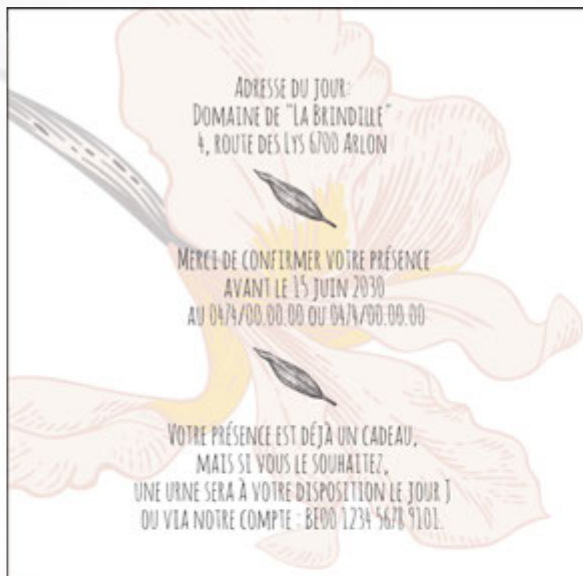 Adresse du jour:
Domaine de "La Brindille"
4, route des Lys 6700 Arlon
Merci de confirmer votre présence
avant le 15 juin 2030
au 0474/00.00.00 ou 0474/00.00.00
Votre présence est déjà un cadeau,
mais si vous le souhaitez,
une urne sera à votre disposition le jour J
ou via notre compte : BE00 1234 5678 9101.